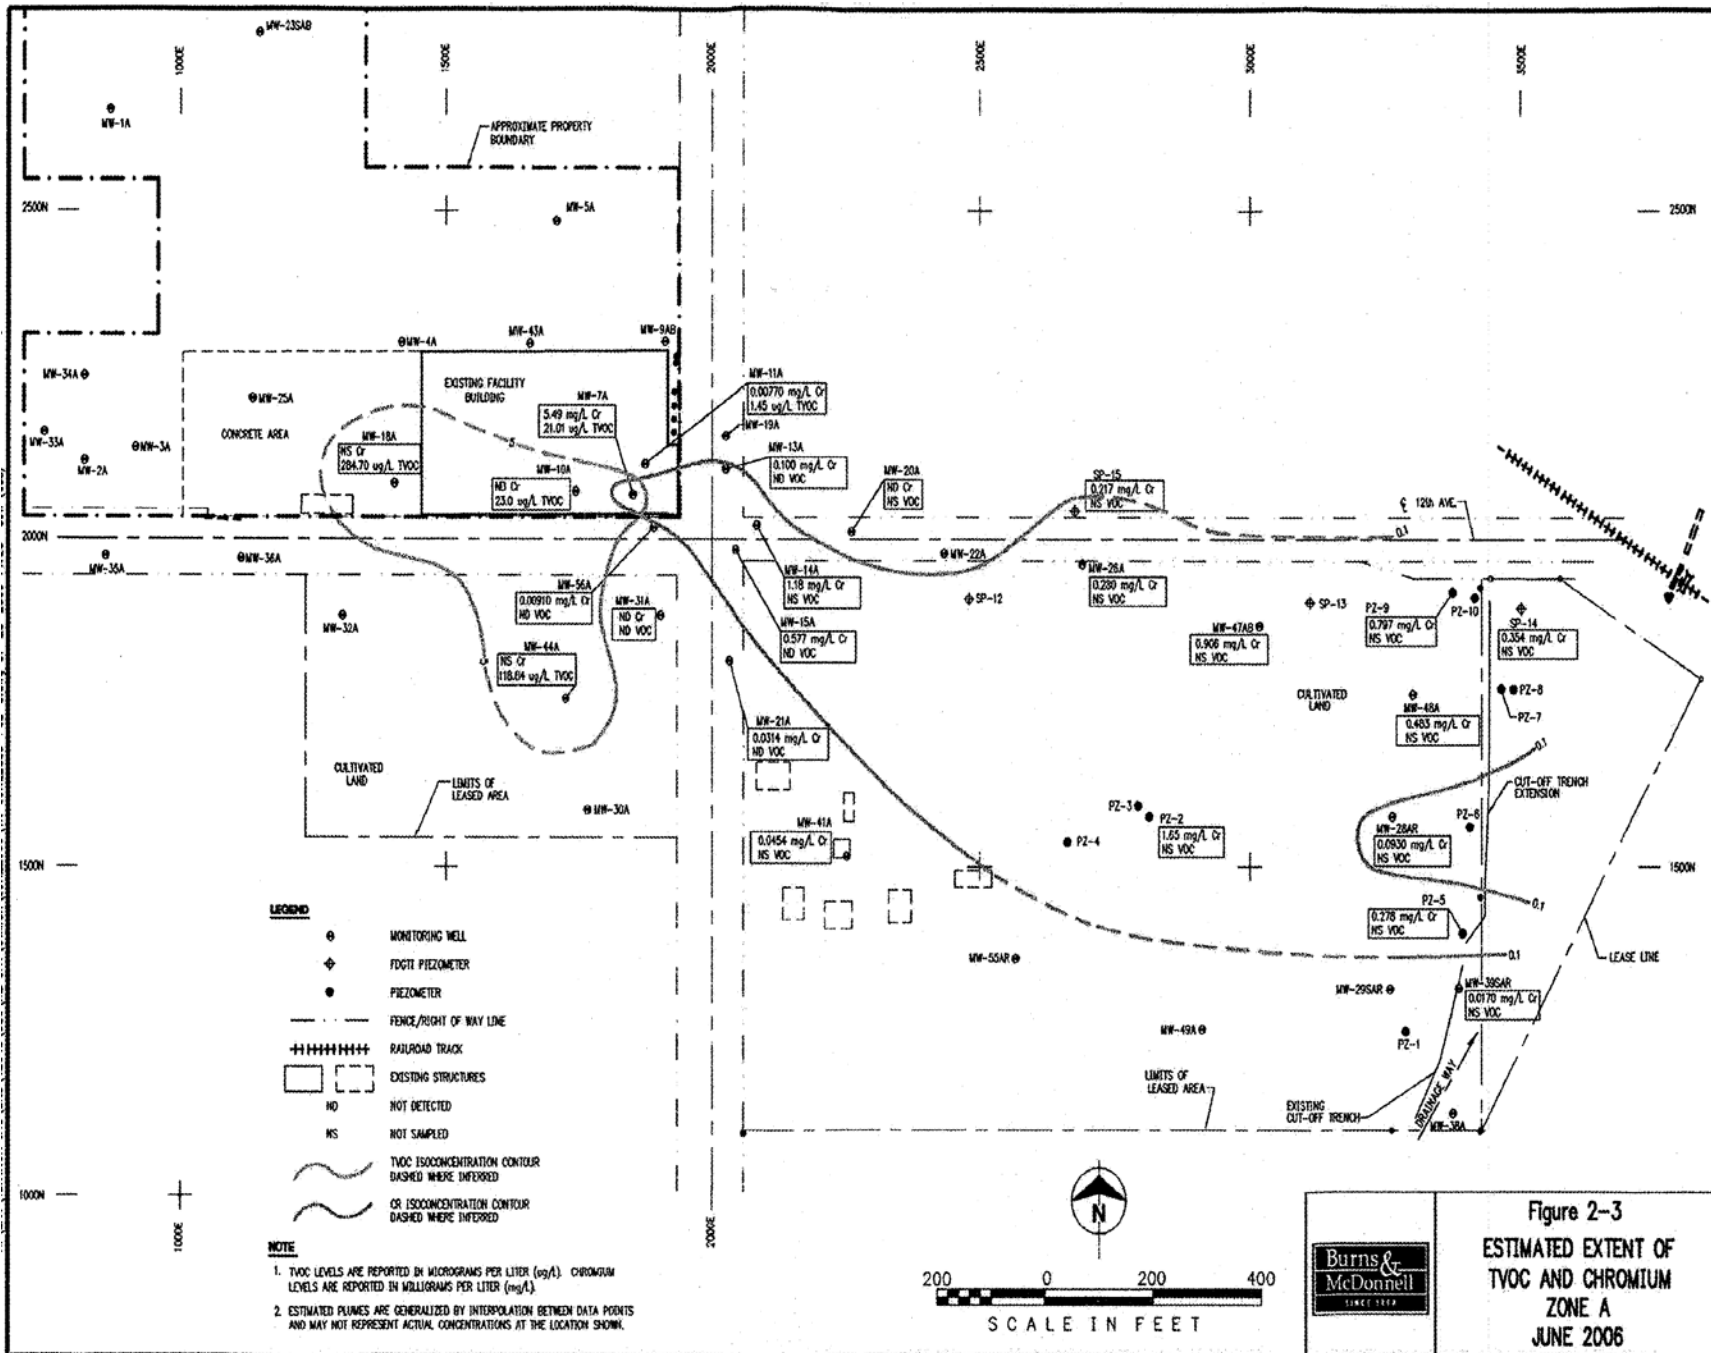 MW-23SAB
1000E
1500E
2000E
2500E
3000E
3500E
MW-1A
APPROXIMATE PROPERTY
BOUNDARY
2500N
MW-5A
2500N
MW-4A
MW-43A
MW-9AB
MW-34A
MW-25A
EXISTING FACILITY
BUILDING
MW-7A
5.49 mg/L Cr
21.01 ug/L TVOC
MW-11A
0.00770 mg/L Cr
1.45 ug/L TVOC
MW-19A
MW-33A
MW-3A
MW-2A
CONCRETE AREA
5
MW-18A
NS Cr
284.70 ug/L TVOC
MW-10A
ND Cr
23.0 ug/L TVOC
MW-13A
0.100 mg/L Cr
ND VOC
MW-20A
ND Cr
NS VOC
SP-15
0.217 mg/L Cr
NS VOC
12th AVE.
0.1
2000N
MW-35A
MW-36A
MW-22A
MW-14A
1.18 mg/L Cr
NS VOC
MW-26A
0.280 mg/L Cr
NS VOC
MW-56A
0.00910 mg/L Cr
ND VOC
MW-31A
ND Cr
ND VOC
SP-12
SP-13
PZ-9
0.797 mg/L Cr
NS VOC
PZ-10
SP-14
0.354 mg/L Cr
NS VOC
MW-32A
MW-15A
0.577 mg/L Cr
ND VOC
MW-47AB
0.906 mg/L Cr
NS VOC
MW-44A
NS Cr
118.64 ug/L TVOC
PZ-8
PZ-7
CULTIVATED
LAND
MW-48A
0.483 mg/L Cr
NS VOC
MW-21A
0.0314 mg/L Cr
ND VOC
0.1
CULTIVATED
LAND
LIMITS OF
LEASED AREA
CUT-OFF TRENCH
EXTENSION
MW-30A
PZ-3
PZ-2
1.65 mg/L Cr
NS VOC
PZ-4
MW-41A
0.0454 mg/L Cr
NS VOC
MW-28AR
0.0930 mg/L Cr
NS VOC
PZ-6
1500N
1500N
PZ-5
0.278 mg/L Cr
NS VOC
0.1
0.1
MW-55AR
LEASE LINE
MW-29SAR
MW-39SAR
0.0170 mg/L Cr
NS VOC
MW-49A
PZ-1
LIMITS OF
LEASED AREA
EXISTING
CUT-OFF TRENCH
DRAINAGE WAY
MW-38A
LEGEND
MONITORING WELL
FDGTI PIEZOMETER
PIEZOMETER
FENCE/RIGHT OF WAY LINE
RAILROAD TRACK
EXISTING STRUCTURES
ND NOT DETECTED
NS NOT SAMPLED
TVOC ISOCONCENTRATION CONTOUR
DASHED WHERE INFERRED
CR ISOCONCENTRATION CONTOUR
DASHED WHERE INFERRED
1000N
1000E
2000E
NOTE
1. TVOC LEVELS ARE REPORTED IN MICROGRAMS PER LITER (ug/L). CHROMIUM
LEVELS ARE REPORTED IN MILLIGRAMS PER LITER (mg/L).
2. ESTIMATED PLUMES ARE GENERALIZED BY INTERPOLATION BETWEEN DATA POINTS
AND MAY NOT REPRESENT ACTUAL CONCENTRATIONS AT THE LOCATION SHOWN.
N
200 0 200 400
SCALE IN FEET
Burns &
McDonnell
Figure 2-3
ESTIMATED EXTENT OF
TVOC AND CHROMIUM
ZONE A
JUNE 2006